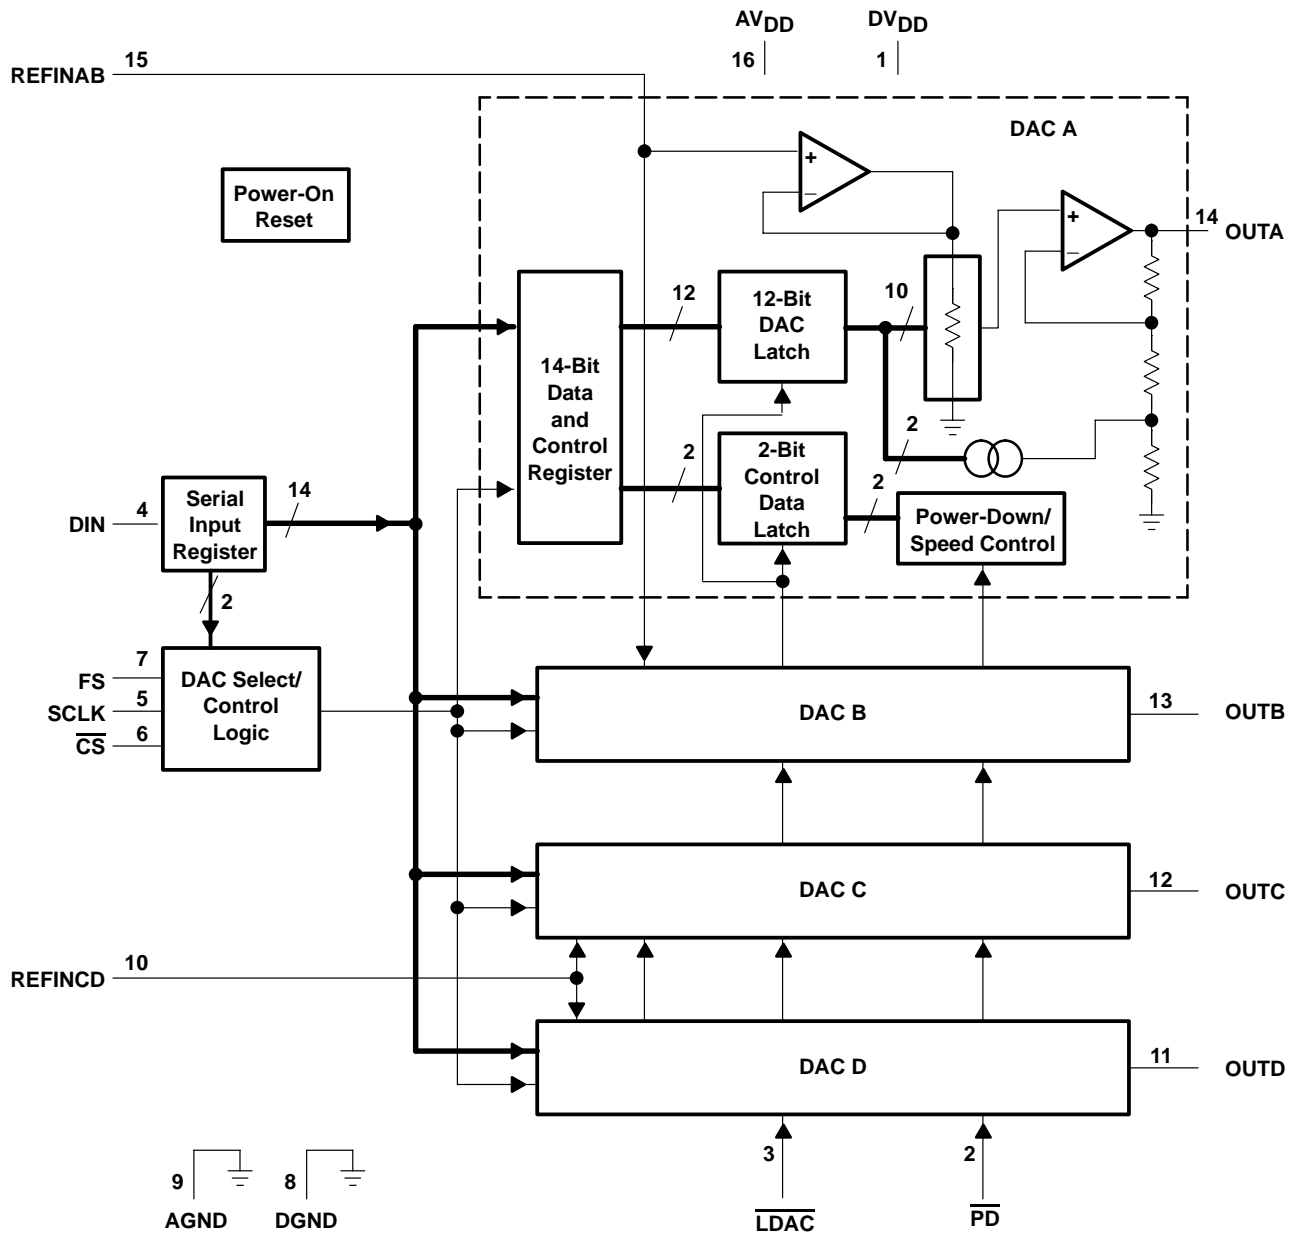 AVDD
DVDD
16
1
REFINAB
15
DAC A
Power-On
Reset
+
−
+
−
14
OUTA
12
12-Bit
DAC
Latch
10
14-Bit
Data
and
Control
Register
2
2-Bit
Control
Data
Latch
2
2
Power-Down/
Speed Control
DIN
4
Serial
Input
Register
14
2
FS
7
SCLK
5
CS
6
DAC Select/
Control
Logic
DAC B
13
OUTB
DAC C
12
OUTC
REFINCD
10
DAC D
11
OUTD
9
AGND
8
DGND
3
LDAC
2
PD